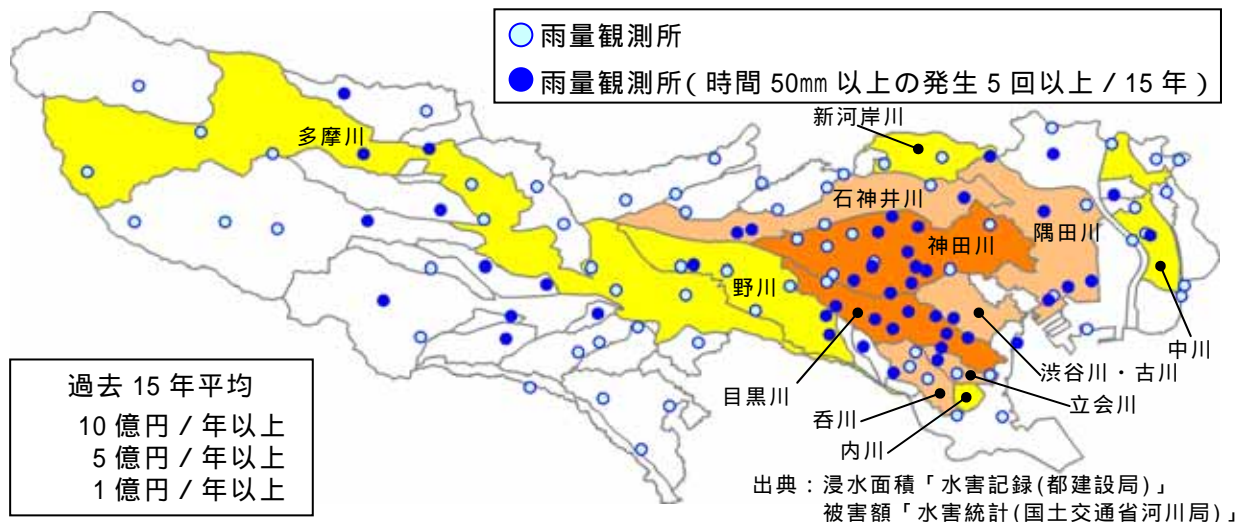 雨量観測所
雨量観測所(時間50㎜以上の発生5回以上/15年)
新河岸川
多摩川
石神井川
神田川
隅田川
野川
中川
渋谷川・古川
目黒川
立会川
呑川
内川
過去15年平均
10億円/年以上
5億円/年以上
1億円/年以上
出典:浸水面積「水害記録(都建設局)」
被害額「水害統計(国土交通省河川局)」